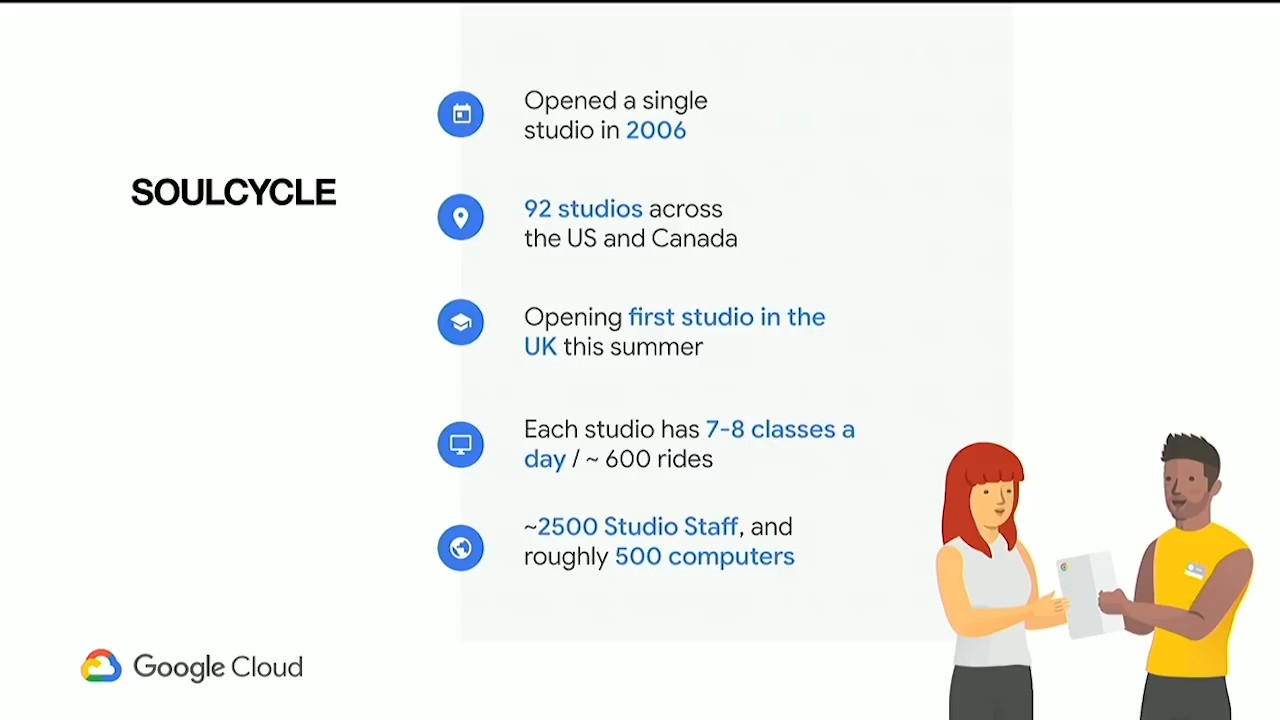 SOULCYCLE
Opened a single
studio in 2006
92 studios across
the US and Canada
Opening first studio in the
UK this summer
Each studio has 7-8 classes a
day / ~ 600 rides
~2500 Studio Staff, and
roughly 500 computers
Google Cloud